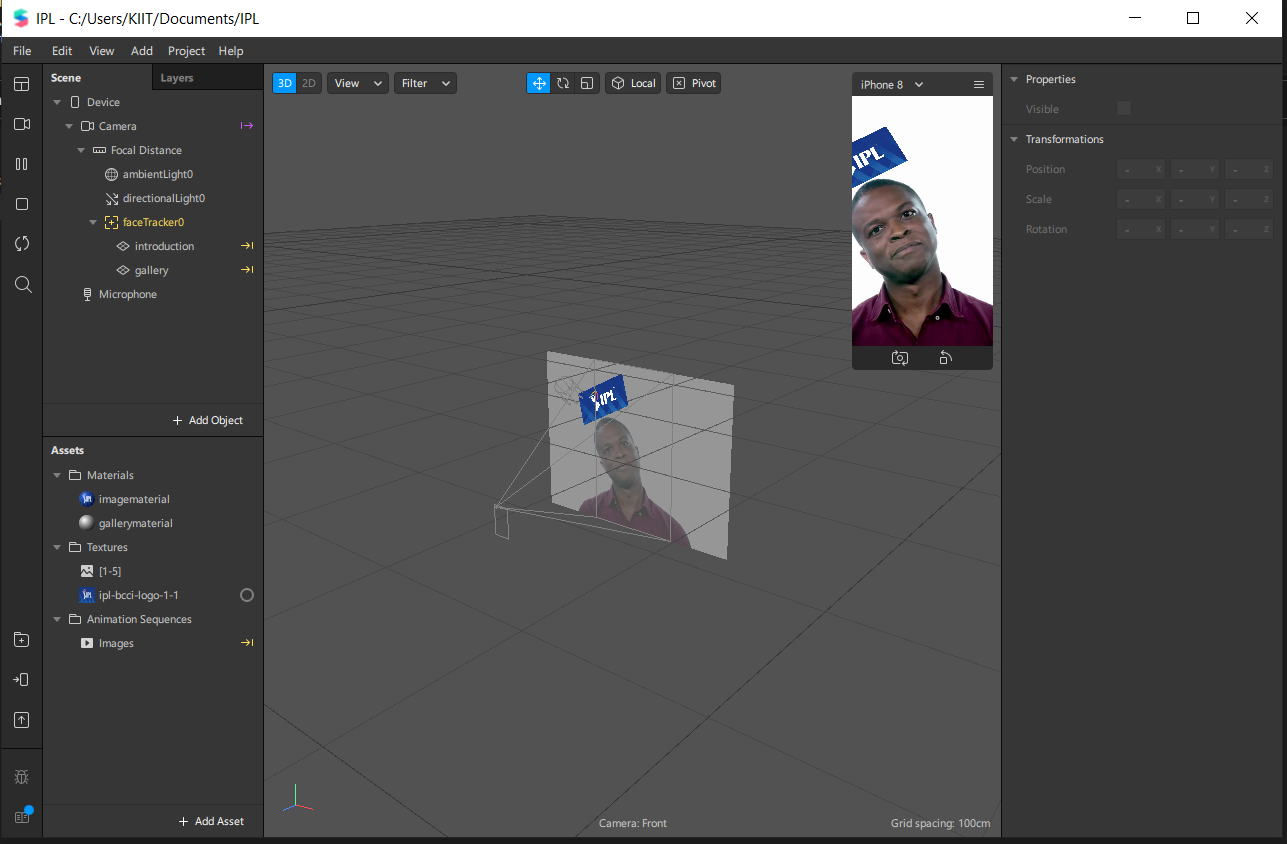 IPL - C:/Users/KIIT/Documents/IPL
File Edit View Add Project Help
Scene Layers
Device
Camera
Focal Distance
ambientLight0
directionalLight0
faceTracker0
introduction
gallery
Microphone
+ Add Object
Assets
Materials
imagematerial
gallerymaterial
Textures
[1-5]
ipl-bcci-logo-1-1
Animation Sequences
Images
+ Add Asset
3D 2D View Filter Local Pivot
iPhone 8
IPL
IPL
Camera: Front
Grid spacing: 100cm
Properties
Visible
Transformations
Position - X - Y - Z
Scale - X - Y - Z
Rotation - X - Y - Z